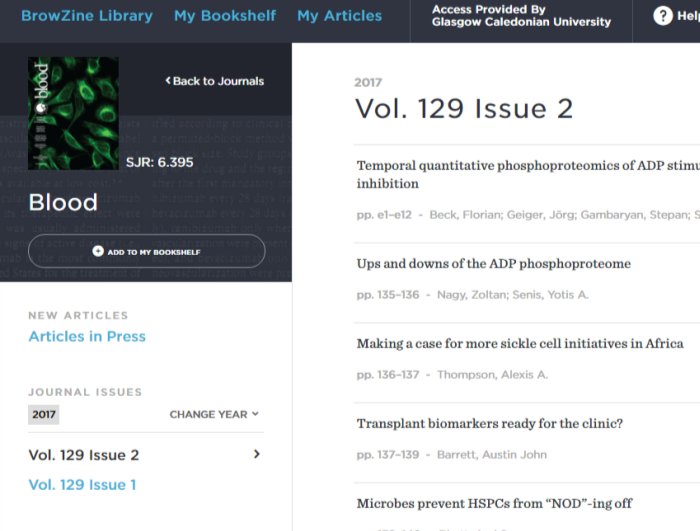 BrowZine Library My Bookshelf My Articles
Access Provided By
Glasgow Caledonian University
? Help
blood
Back to Journals
SJR: 6.395
Blood
ADD TO MY BOOKSHELF
NEW ARTICLES
Articles in Press
JOURNAL ISSUES
2017 CHANGE YEAR
Vol. 129 Issue 2
Vol. 129 Issue 1
2017
Vol. 129 Issue 2
Temporal quantitative phosphoproteomics of ADP stimu
inhibition
pp. e1–e12 - Beck, Florian; Geiger, Jörg; Gambaryan, Stepan; S
Ups and downs of the ADP phosphoproteome
pp. 135–136 - Nagy, Zoltan; Senis, Yotis A.
Making a case for more sickle cell initiatives in Africa
pp. 136–137 - Thompson, Alexis A.
Transplant biomarkers ready for the clinic?
pp. 137–139 - Barrett, Austin John
Microbes prevent HSPCs from “NOD”-ing off